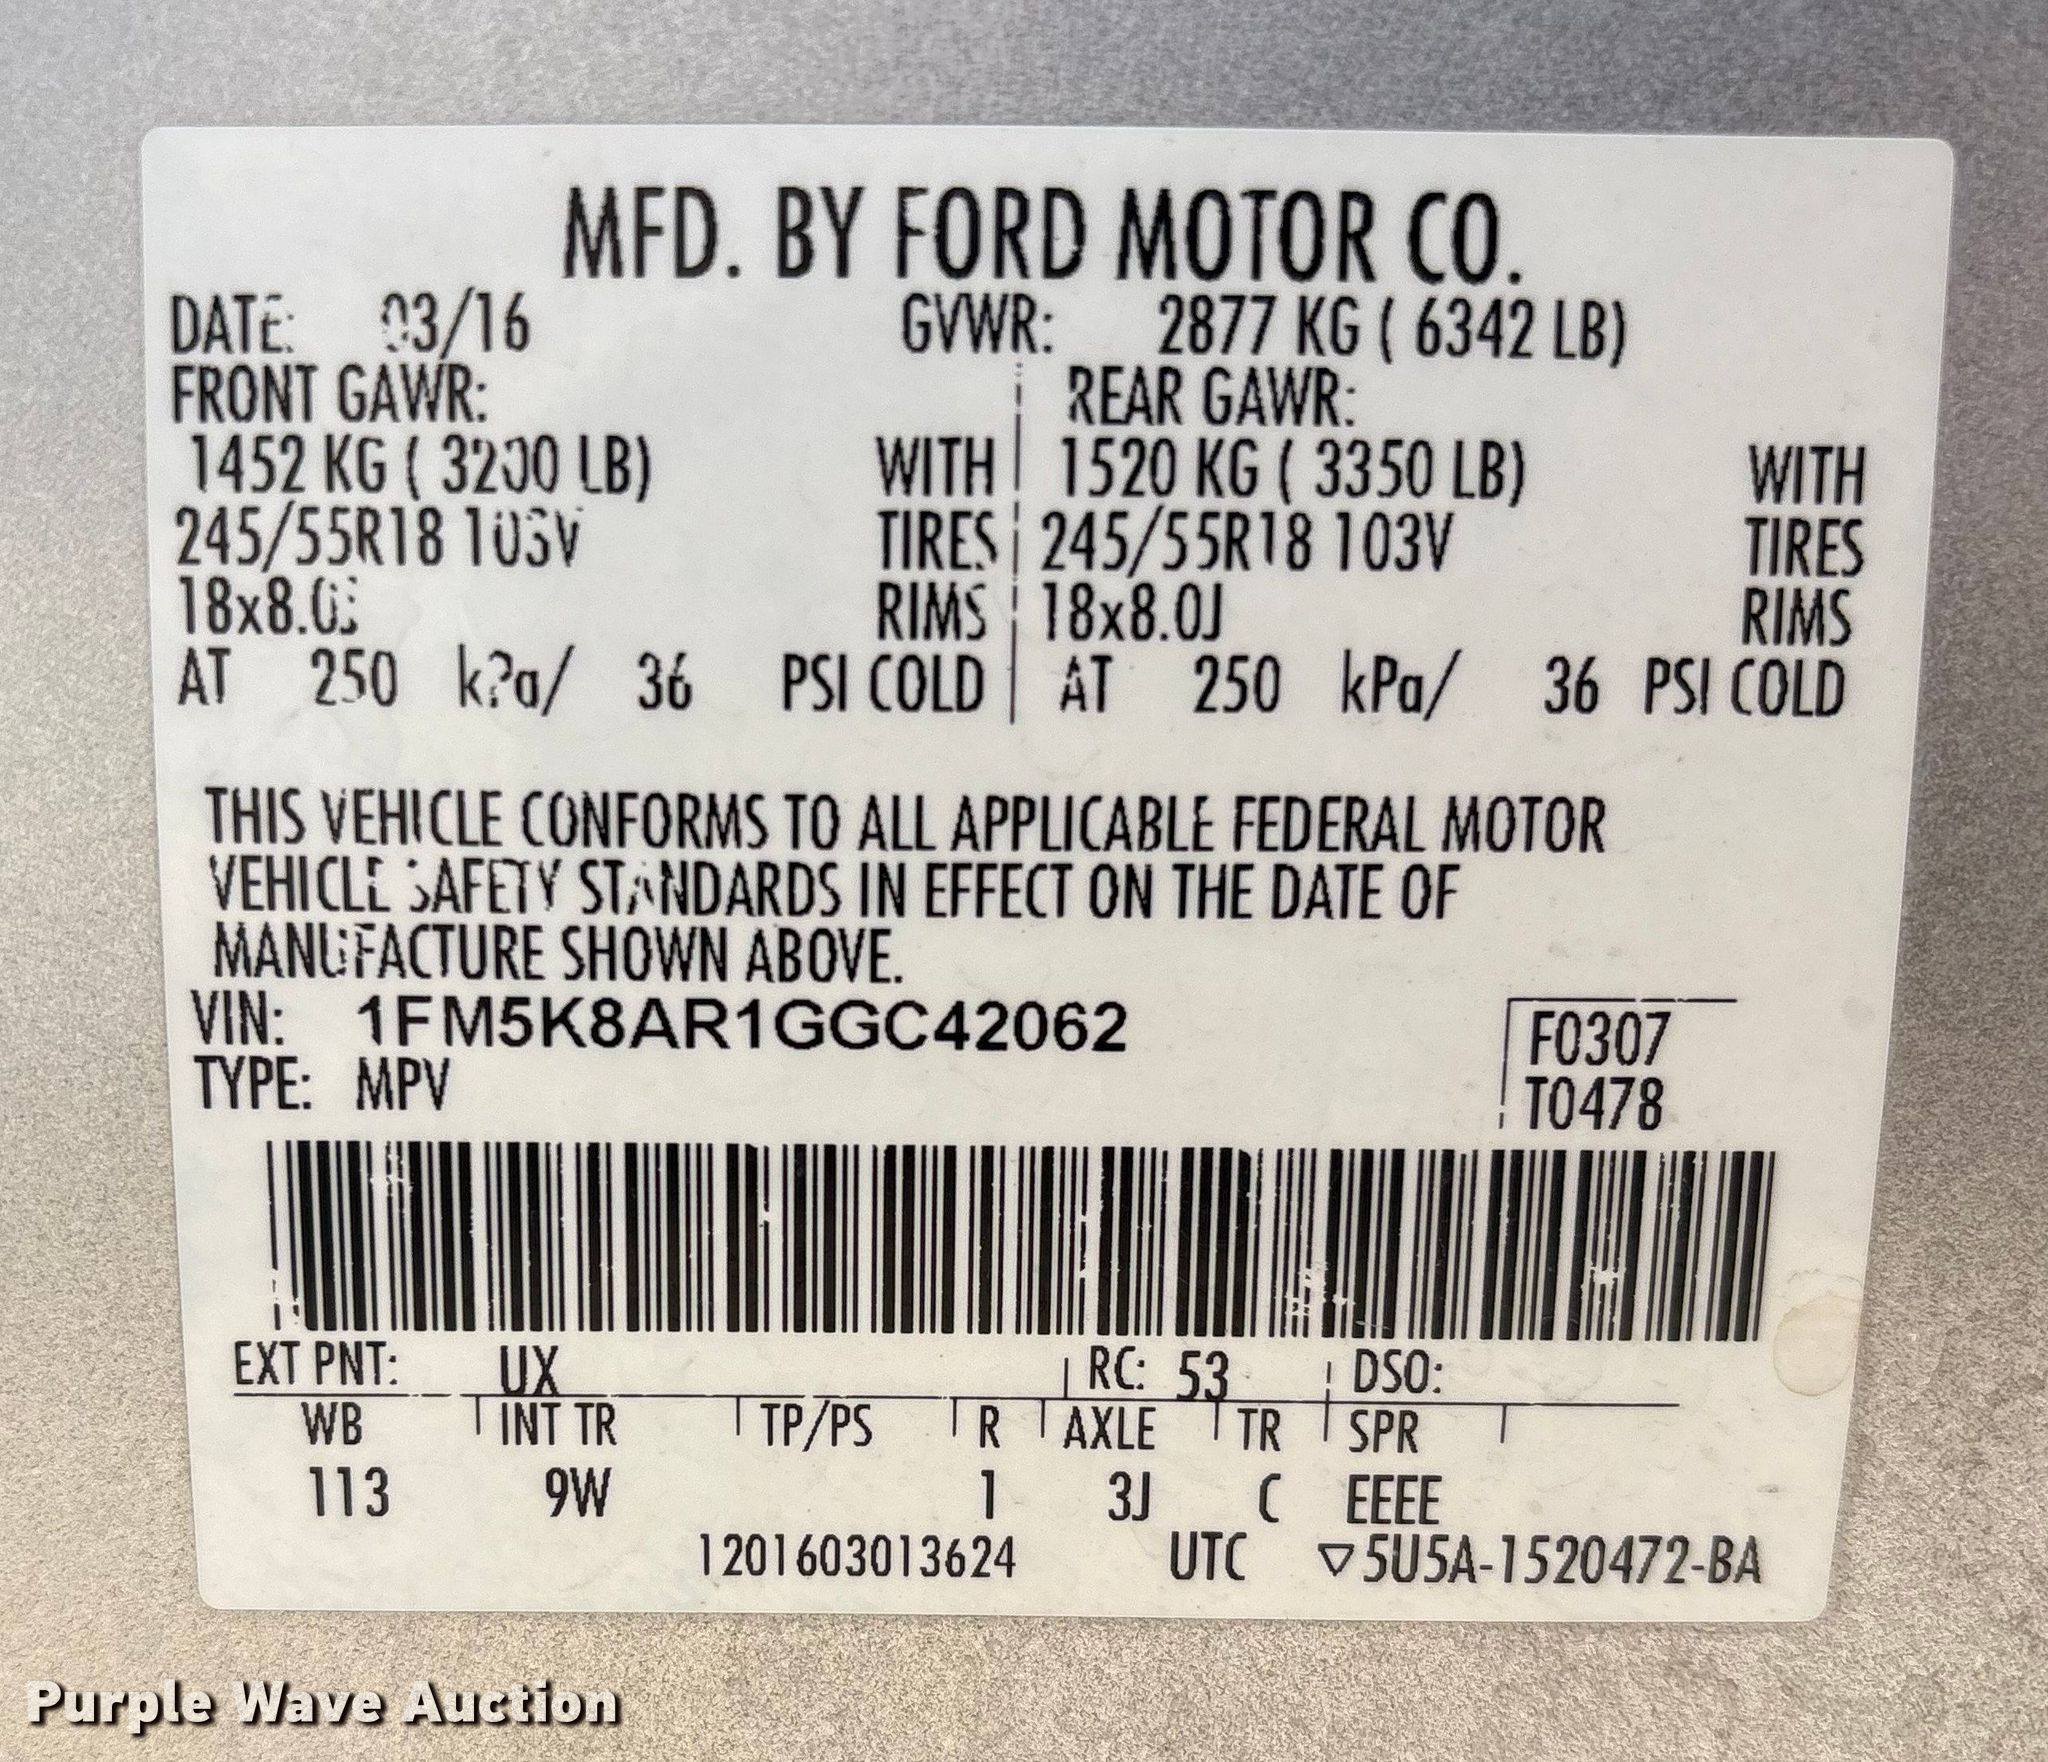 MFD. BY FORD MOTOR CO.
DATE: 03/16 GVWR: 2877 KG ( 6342 LB)
FRONT GAWR: REAR GAWR:
1452 KG ( 3200 LB) WITH 1520 KG ( 3350 LB) WITH
245/55R18 103V TIRES 245/55R18 103V TIRES
18x8.0J RIMS 18x8.0J RIMS
AT 250 kPa/ 36 PSI COLD AT 250 kPa/ 36 PSI COLD
THIS VEHICLE CONFORMS TO ALL APPLICABLE FEDERAL MOTOR
VEHICLE SAFETY STANDARDS IN EFFECT ON THE DATE OF
MANUFACTURE SHOWN ABOVE.
VIN: 1FM5K8AR1GGC42062 F0307
TYPE: MPV T0478
EXT PNT: UX RC: 53 DSO:
WB INT TR TP/PS R AXLE TR SPR
113 9W 1 3J C EEEE
1201603013624 UTC ▽5U5A-1520472-BA
Purple Wave Auction